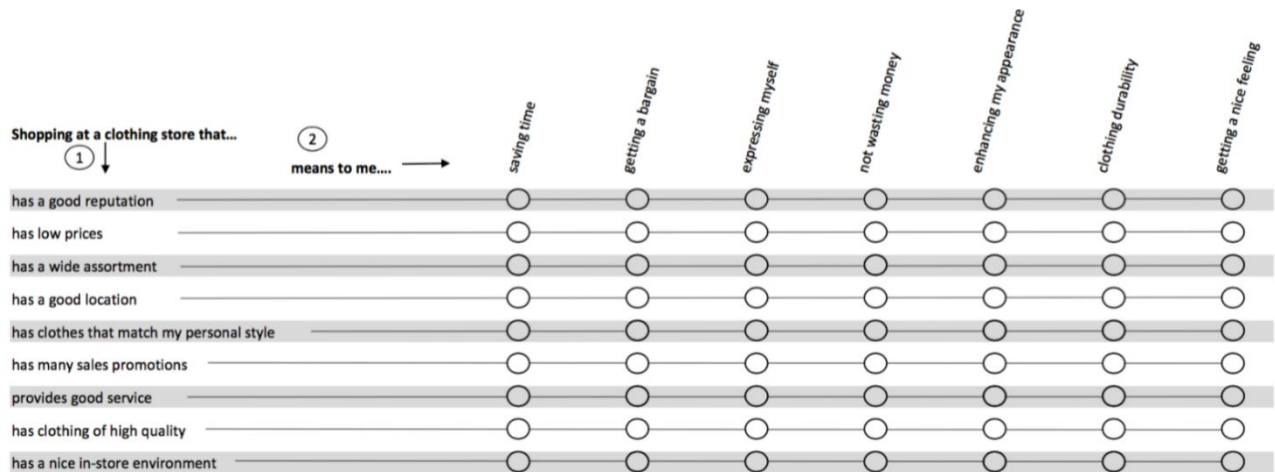 saving time
getting a bargain
expressing myself
not wasting money
enhancing my appearance
clothing durability
getting a nice feeling
Shopping at a clothing store that...
1
2
means to me....
has a good reputation
has low prices
has a wide assortment
has a good location
has clothes that match my personal style
has many sales promotions
provides good service
has clothing of high quality
has a nice in-store environment